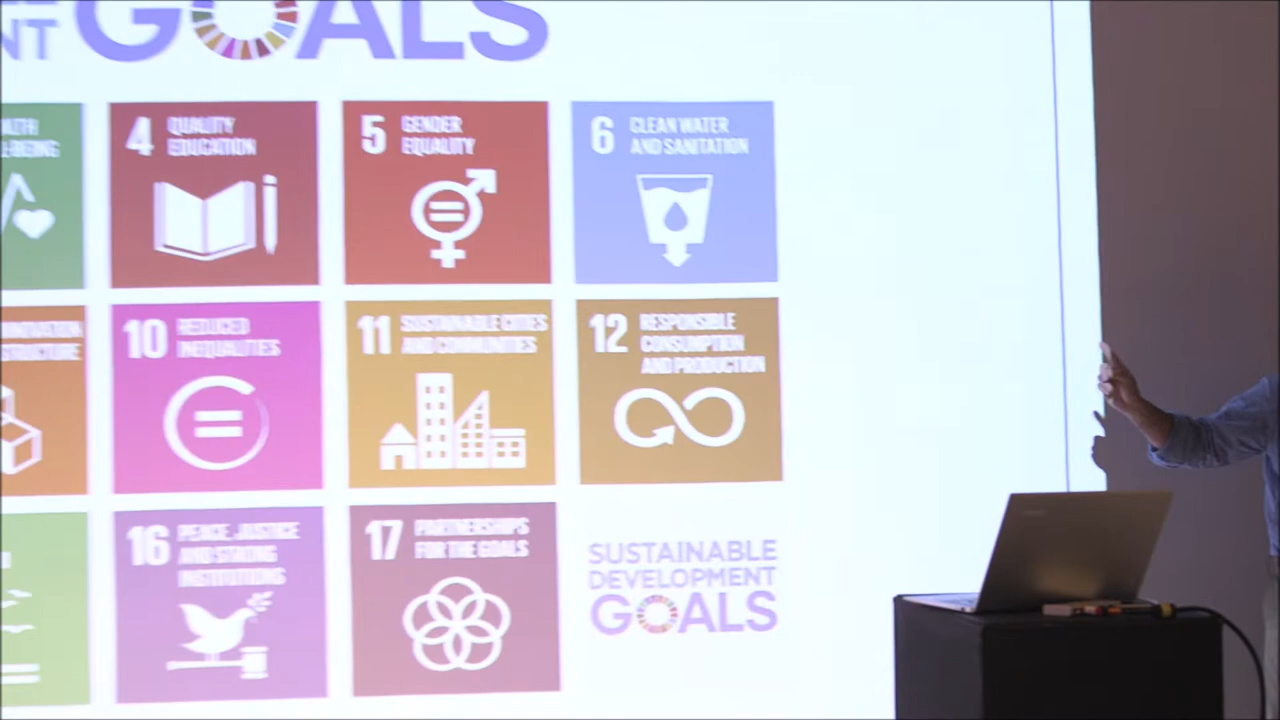 NT GOALS
4 QUALITY
EDUCATION
5 GENDER
EQUALITY
6 CLEAN WATER
AND SANITATION
10 REDUCED
INEQUALITIES
11 SUSTAINABLE CITIES
AND COMMUNITIES
12 RESPONSIBLE
CONSUMPTION
AND PRODUCTION
16 PEACE, JUSTICE
AND STRONG
INSTITUTIONS
17 PARTNERSHIPS
FOR THE GOALS
SUSTAINABLE
DEVELOPMENT
GOALS